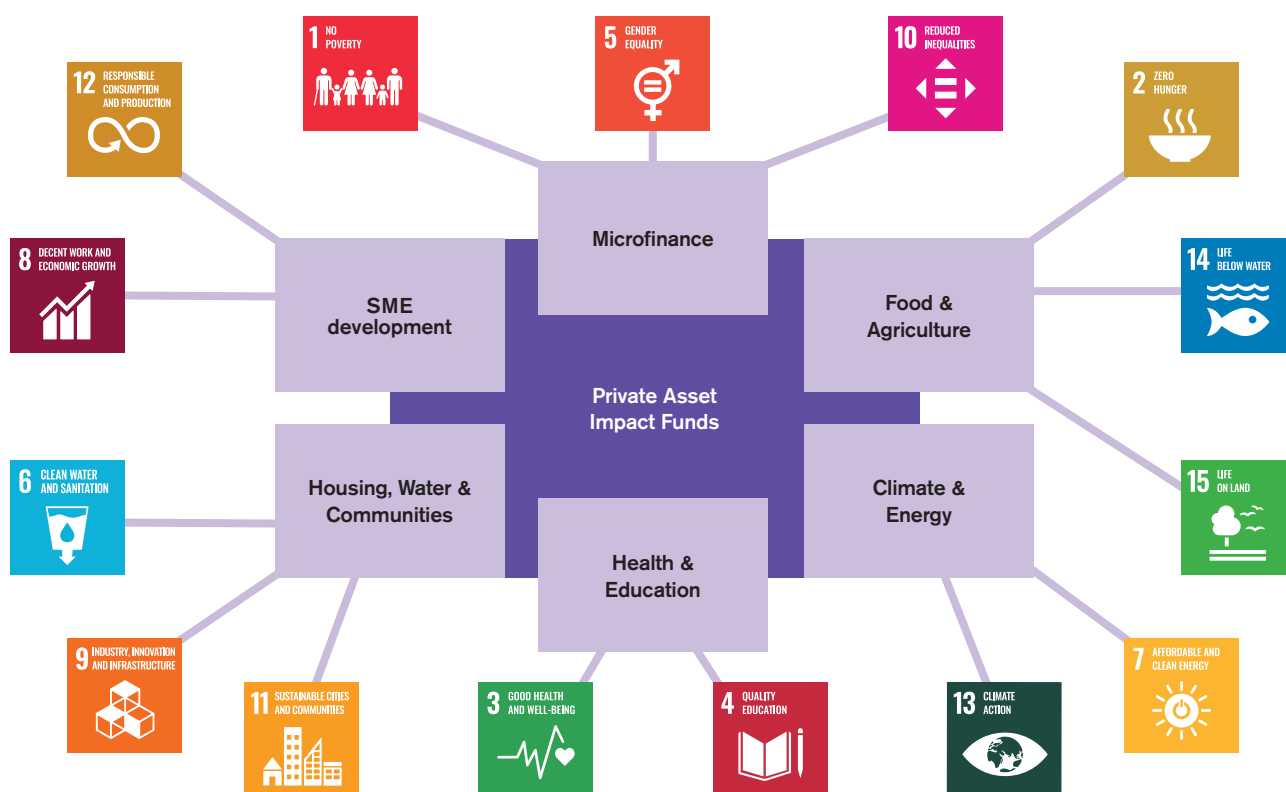 1 NO
POVERTY
5 GENDER
EQUALITY
10 REDUCED
INEQUALITIES
12 RESPONSIBLE
CONSUMPTION
AND PRODUCTION
2 ZERO
HUNGER
Microfinance
8 DECENT WORK AND
ECONOMIC GROWTH
14 LIFE
BELOW WATER
SME
development
Food &
Agriculture
Private Asset
Impact Funds
6 CLEAN WATER
AND SANITATION
15 LIFE
ON LAND
Housing, Water &
Communities
Climate &
Energy
Health &
Education
9 INDUSTRY, INNOVATION
AND INFRASTRUCTURE
7 AFFORDABLE AND
CLEAN ENERGY
11 SUSTAINABLE CITIES
AND COMMUNITIES
3 GOOD HEALTH
AND WELL-BEING
4 QUALITY
EDUCATION
13 CLIMATE
ACTION